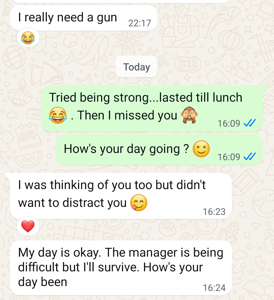 I really need a gun
22:17
😂
Today
Tried being strong...lasted till lunch
😂 . Then I missed you 🙈
16:09
How's your day going ? 🙂
16:09
I was thinking of you too but didn't
want to distract you 😋
16:23
❤️
My day is okay. The manager is being
difficult but I'll survive. How's your
day been
16:24